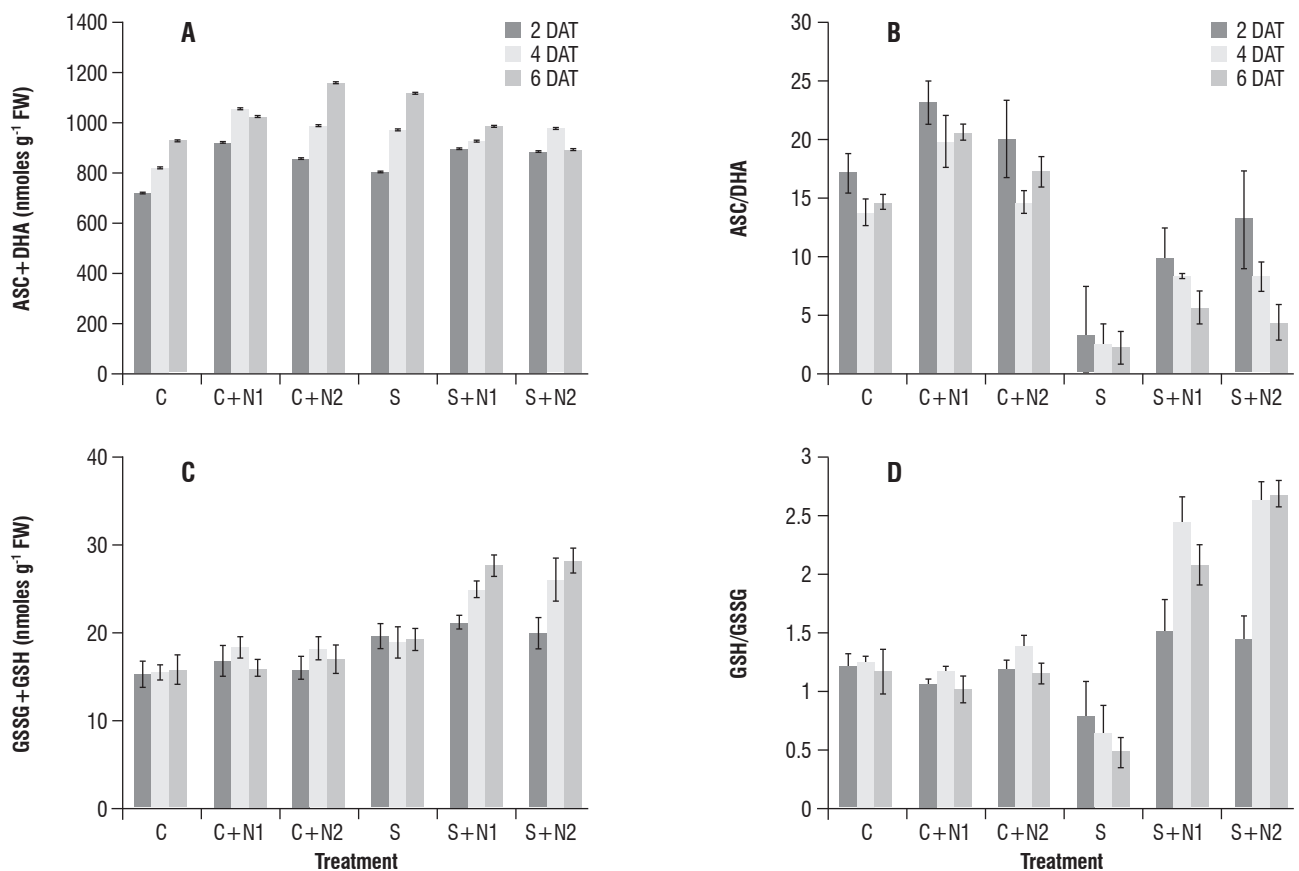 A
ASC+DHA (nmoles g-1 FW)
1400
1200
1000
800
600
400
200
0
C
C+N1
C+N2
S
S+N1
S+N2
2 DAT
4 DAT
6 DAT
B
ASC/DHA
30
25
20
15
10
5
0
C
C+N1
C+N2
S
S+N1
S+N2
2 DAT
4 DAT
6 DAT
C
GSSG+GSH (nmoles g-1 FW)
40
30
20
10
0
C
C+N1
C+N2
S
S+N1
S+N2
Treatment
D
GSH/GSSG
3
2.5
2
1.5
1
0.5
0
C
C+N1
C+N2
S
S+N1
S+N2
Treatment